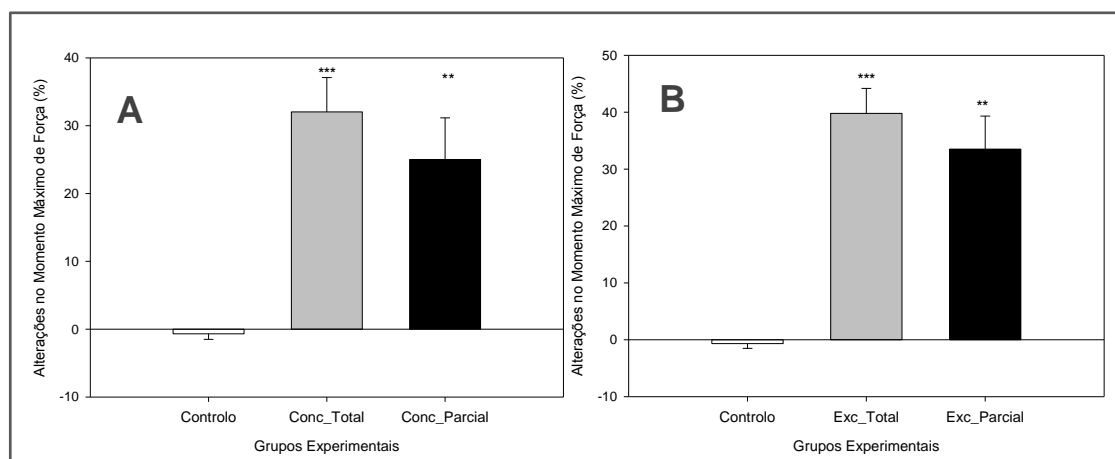 A
Alterações no Momento Máximo de Força (%)
40
30
20
10
0
-10
***
**
Controlo
Conc_Total
Conc_Parcial
Grupos Experimentais
B
Alterações no Momento Máximo de Força (%)
50
40
30
20
10
0
-10
***
**
Controlo
Exc_Total
Exc_Parcial
Grupos Experimentais